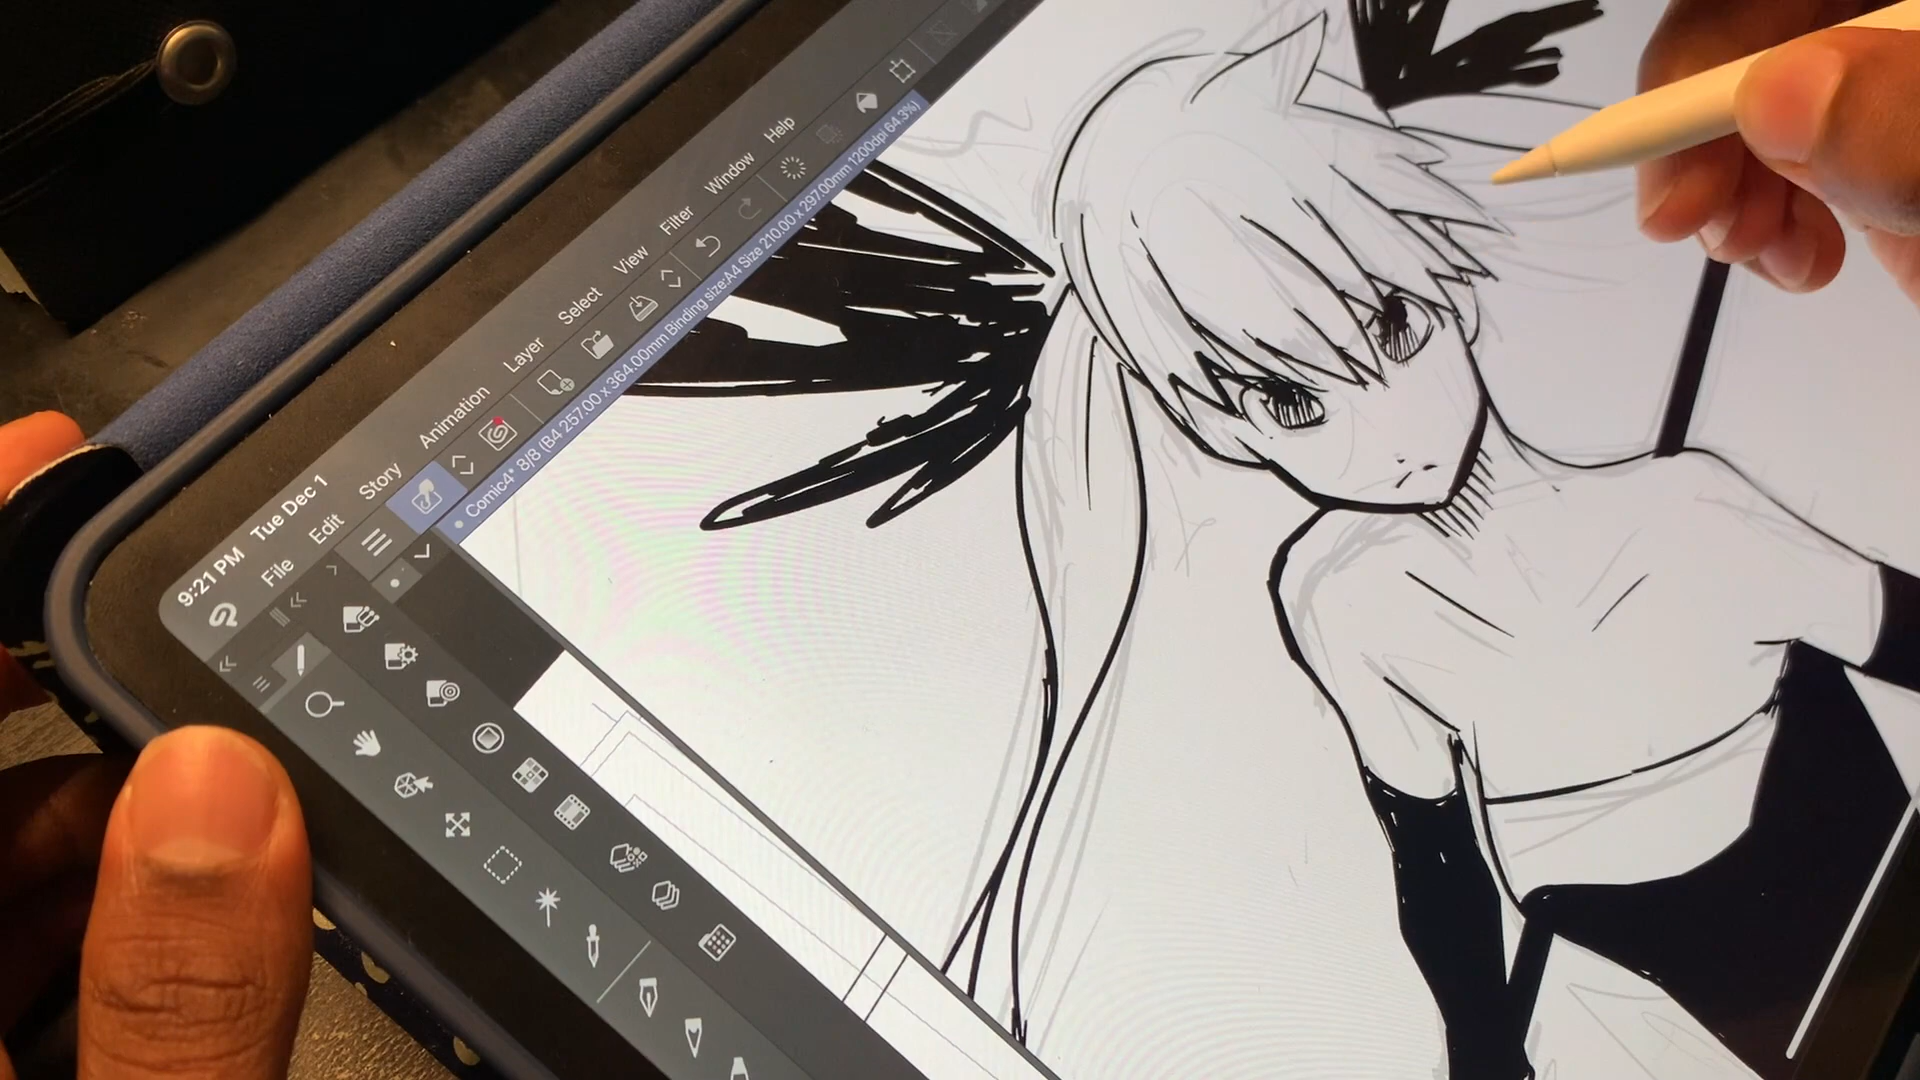 9:21 PM Tue Dec 1
File Edit Story Animation Layer Select View Filter Window Help
Comic4* 8/8 (B4 257.00 x 364.00mm Binding size:A4 Size 210.00 x 297.00mm 1200dpi 64.3%)